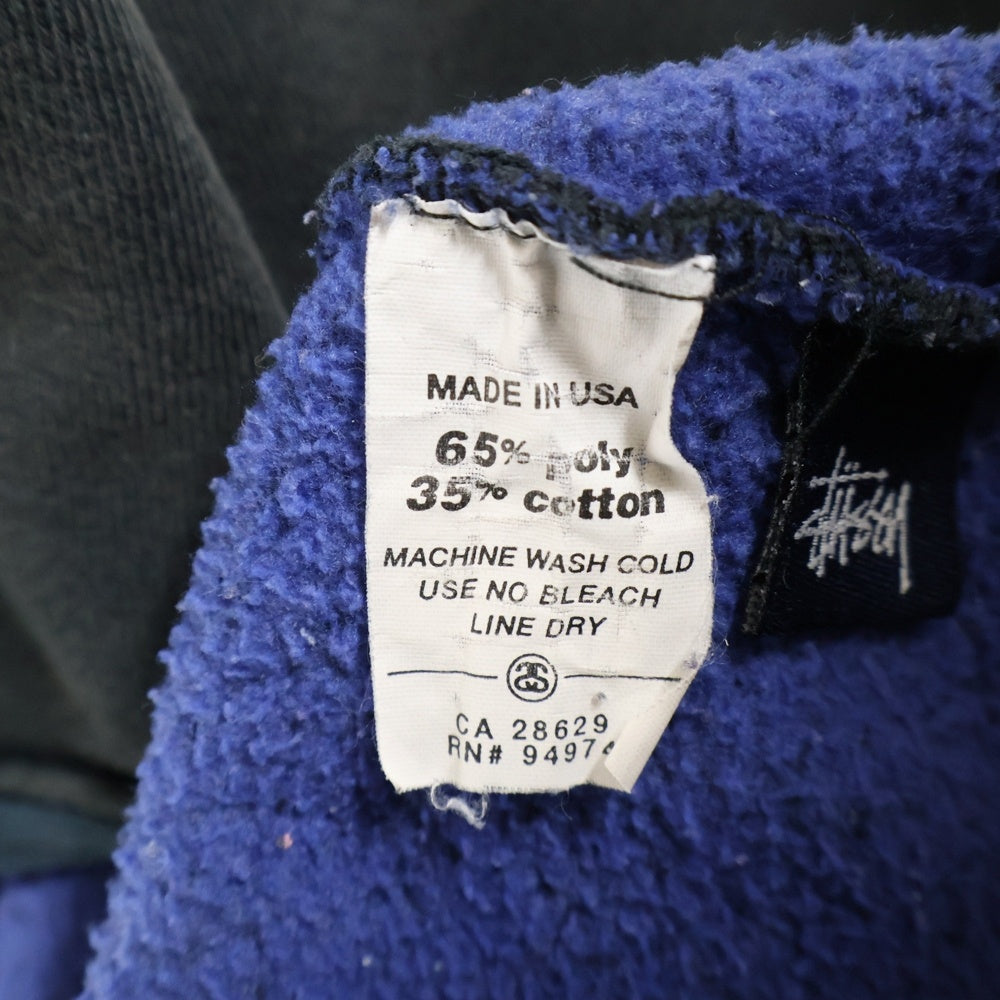 MADE IN USA
65% poly
35% cotton
MACHINE WASH COLD
USE NO BLEACH
LINE DRY
CA 28629
RN# 94974
Stüssy